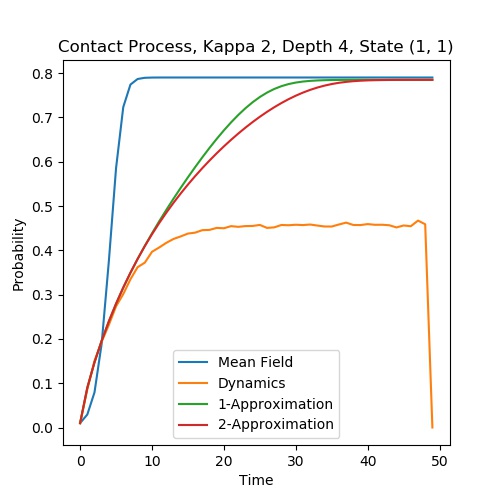 Contact Process, Kappa 2, Depth 4, State (1, 1)
0.8
0.7
0.6
0.5
0.4
0.3
0.2
0.1
0.0
Probability
Mean Field
Dynamics
1-Approximation
2-Approximation
0 10 20 30 40 50
Time